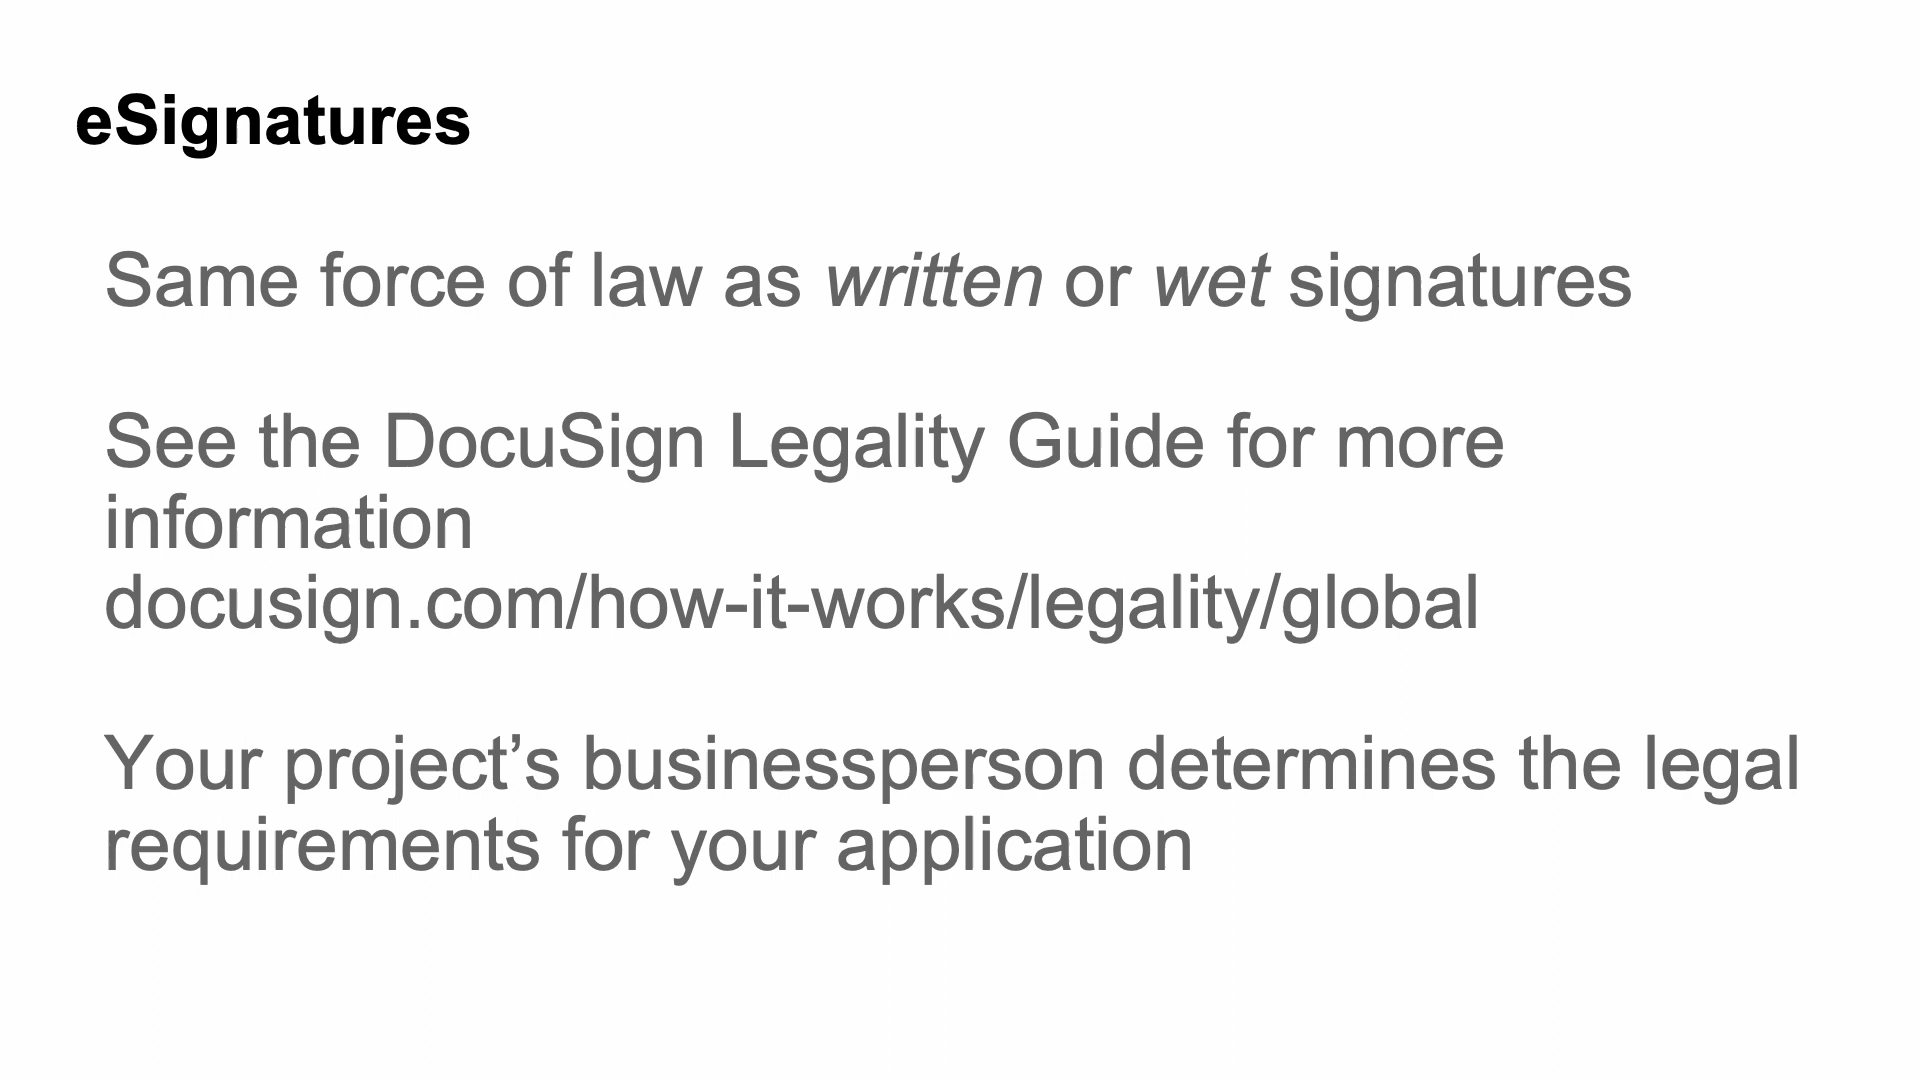 eSignatures
Same force of law as written or wet signatures
See the DocuSign Legality Guide for more
information
docusign.com/how-it-works/legality/global
Your project’s businessperson determines the legal
requirements for your application